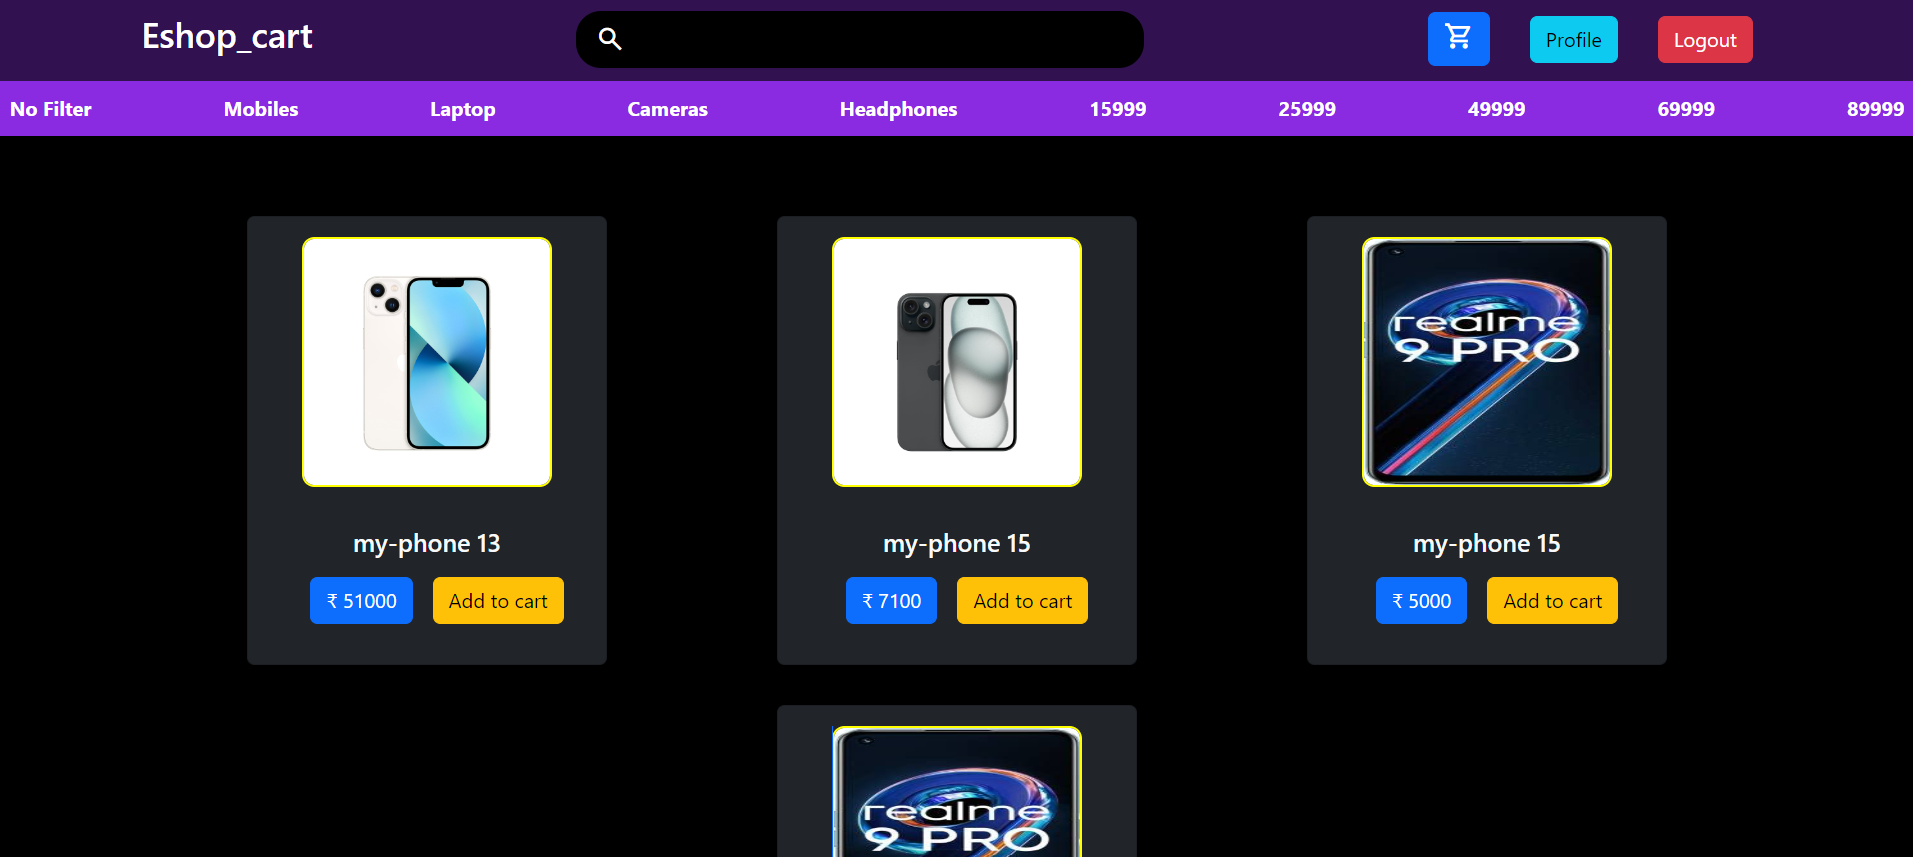 Eshop_cart
Profile
Logout
No Filter
Mobiles
Laptop
Cameras
Headphones
15999
25999
49999
69999
89999
realme
9 PRO
my-phone 13
my-phone 15
my-phone 15
₹ 51000
Add to cart
₹ 7100
Add to cart
₹ 5000
Add to cart
realme
9 PRO